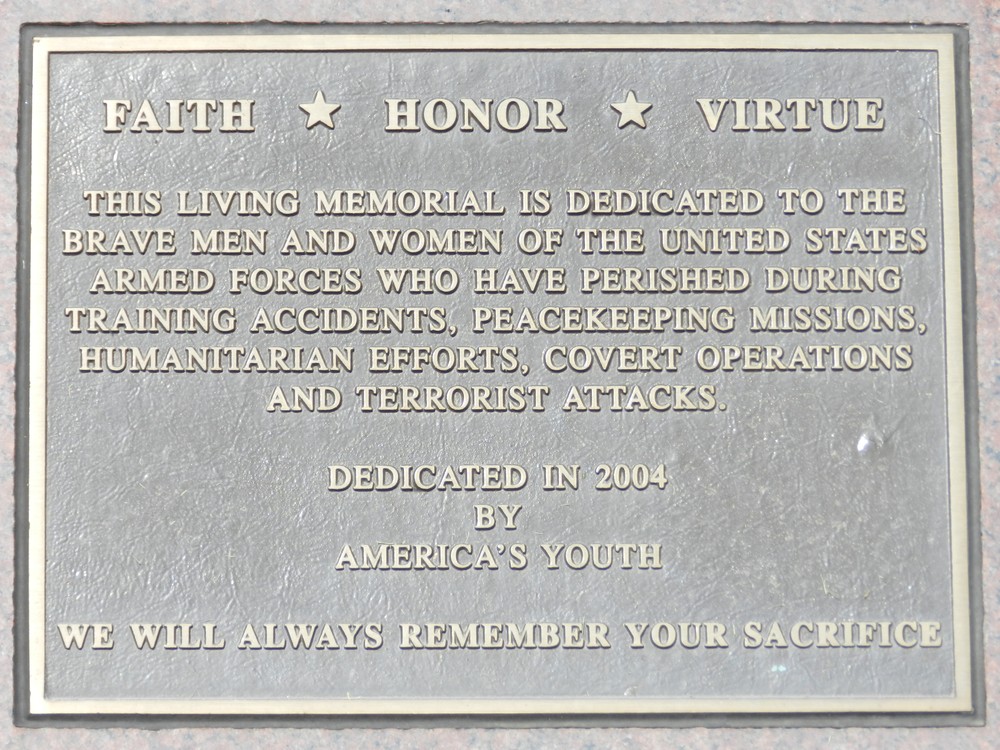 FAITH ★ HONOR ★ VIRTUE
THIS LIVING MEMORIAL IS DEDICATED TO THE
BRAVE MEN AND WOMEN OF THE UNITED STATES
ARMED FORCES WHO HAVE PERISHED DURING
TRAINING ACCIDENTS, PEACEKEEPING MISSIONS,
HUMANITARIAN EFFORTS, COVERT OPERATIONS
AND TERRORIST ATTACKS.
DEDICATED IN 2004
BY
AMERICA'S YOUTH
WE WILL ALWAYS REMEMBER YOUR SACRIFICE